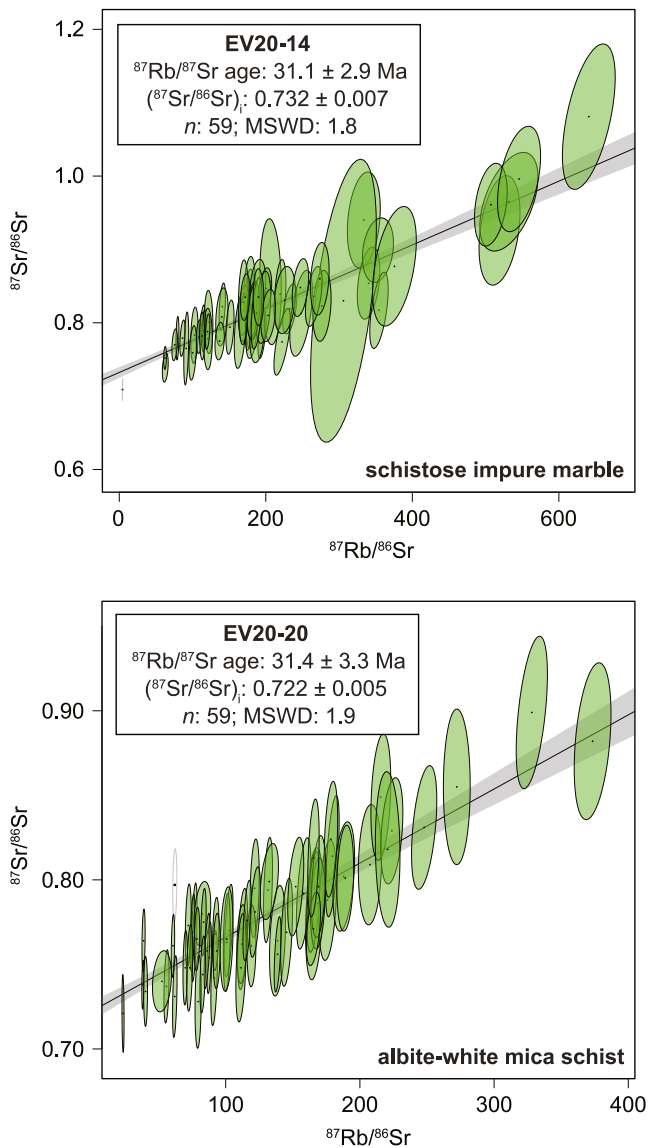 EV20-14
⁸⁷Rb/⁸⁷Sr age: 31.1 ± 2.9 Ma
(⁸⁷Sr/⁸⁶Sr)ᵢ: 0.732 ± 0.007
n: 59; MSWD: 1.8
1.2
1.0
0.8
0.6
⁸⁷Sr/⁸⁶Sr
schistose impure marble
0 200 400 600
⁸⁷Rb/⁸⁶Sr
EV20-20
⁸⁷Rb/⁸⁷Sr age: 31.4 ± 3.3 Ma
(⁸⁷Sr/⁸⁶Sr)ᵢ: 0.722 ± 0.005
n: 59; MSWD: 1.9
0.90
0.80
0.70
⁸⁷Sr/⁸⁶Sr
albite-white mica schist
100 200 300 400
⁸⁷Rb/⁸⁶Sr